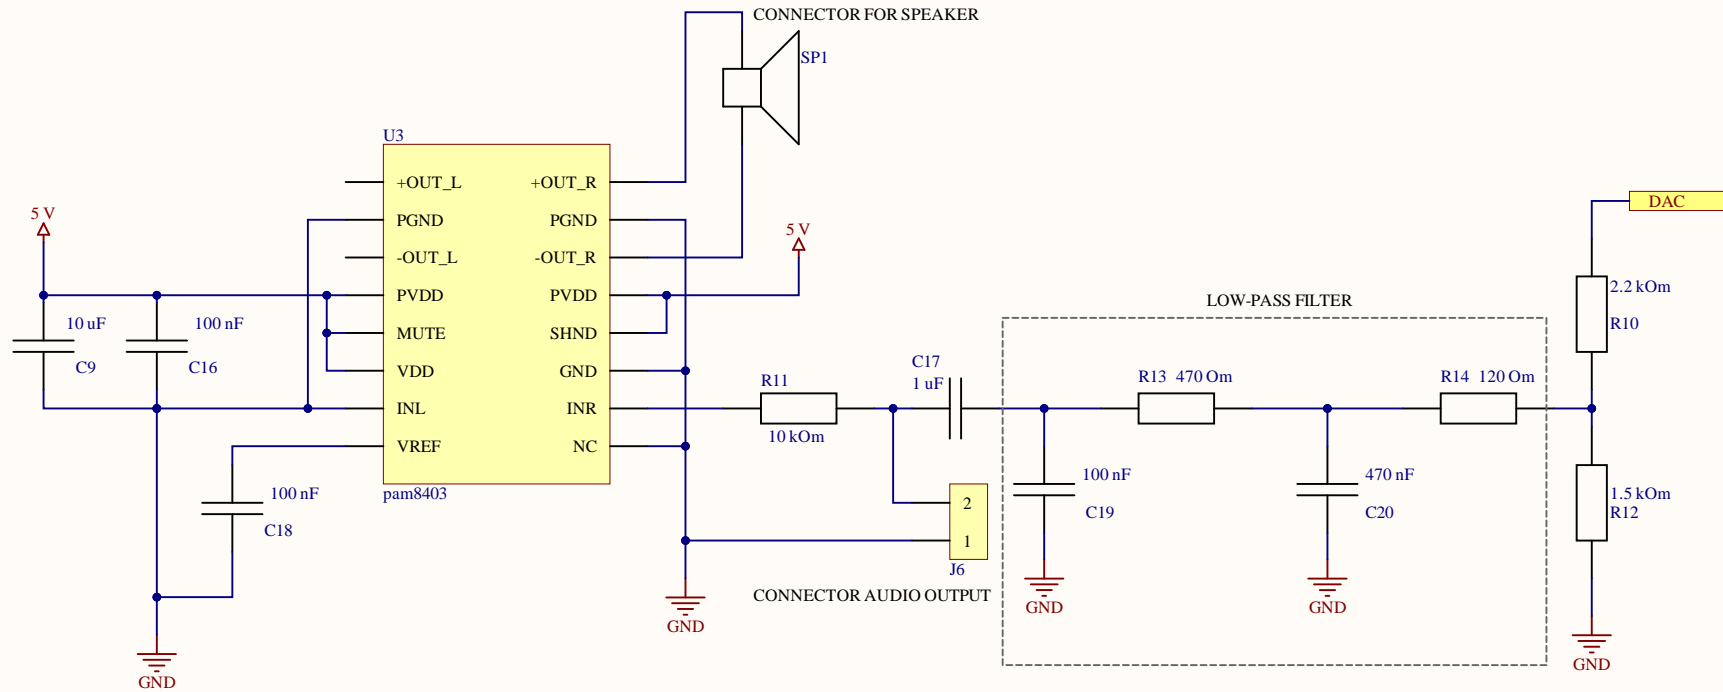 CONNECTOR FOR SPEAKER
SP1
U3
+OUT_L
+OUT_R
PGND
PGND
-OUT_L
-OUT_R
PVDD
PVDD
MUTE
SHND
VDD
GND
INL
INR
VREF
NC
pam8403
5 V
10 uF
C9
100 nF
C16
100 nF
C18
GND
5 V
R11
10 kOm
C17
1 uF
2
1
J6
CONNECTOR AUDIO OUTPUT
GND
LOW-PASS FILTER
R13 470 Om
R14 120 Om
100 nF
C19
GND
470 nF
C20
GND
DAC
2.2 kOm
R10
1.5 kOm
R12
GND